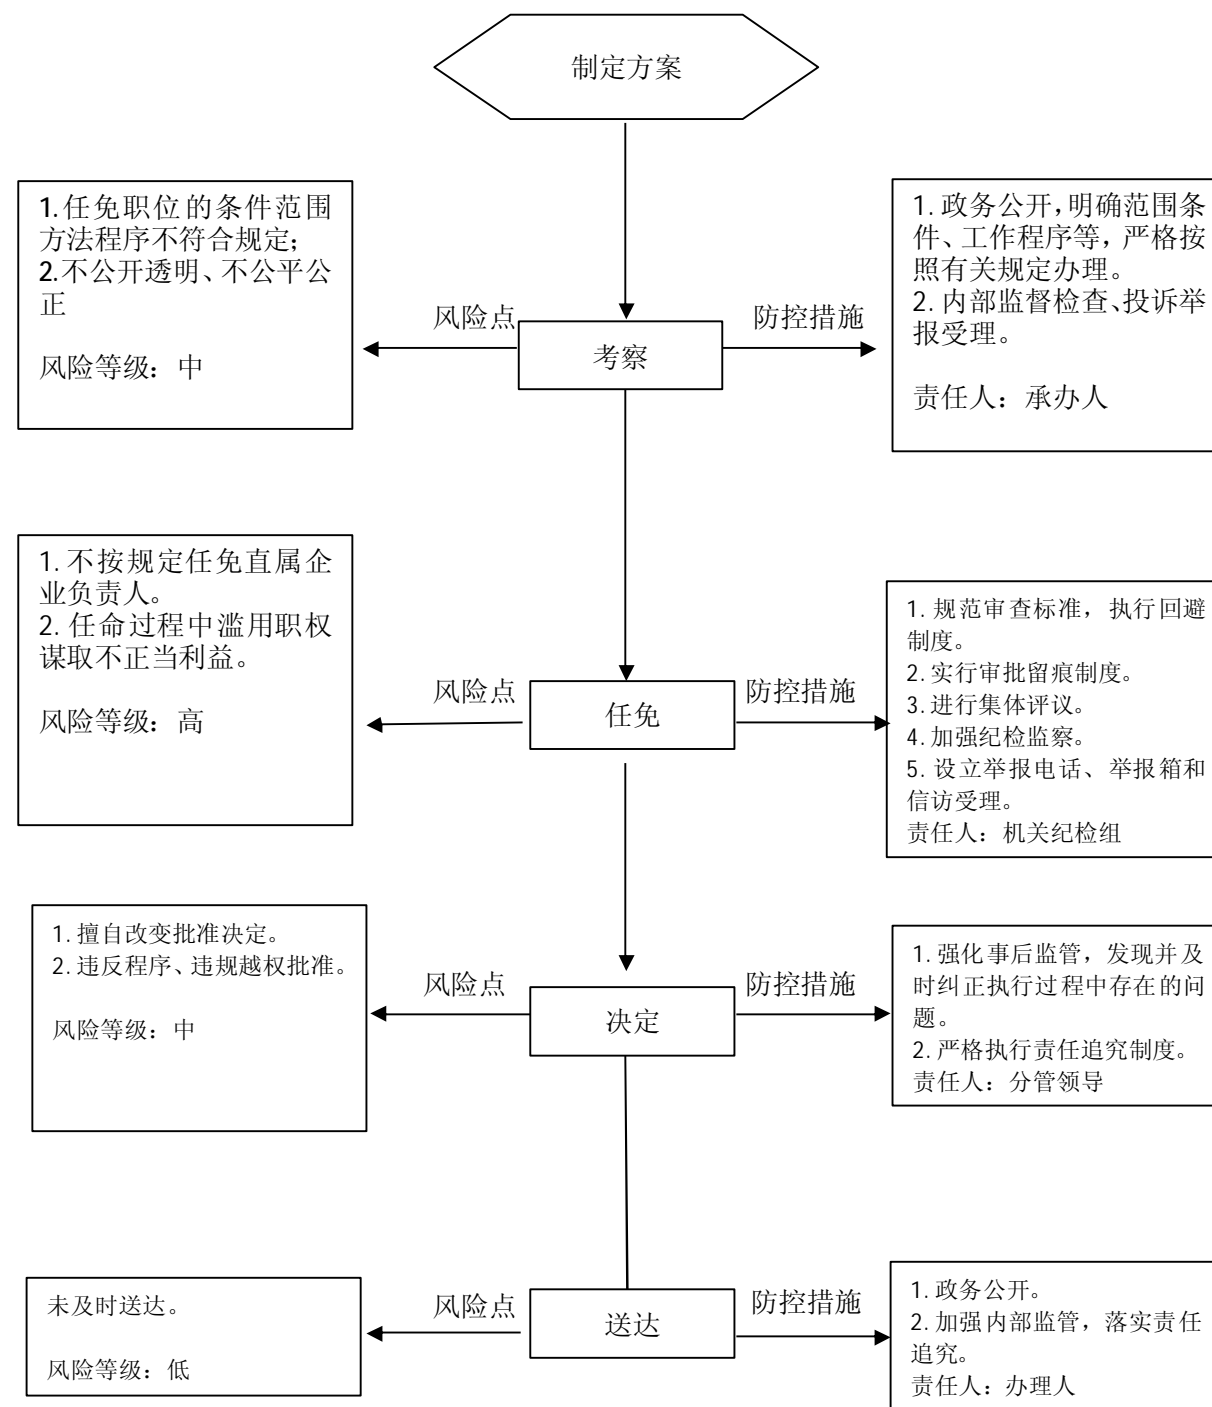 制定方案
1.任免职位的条件范围
方法程序不符合规定；
2.不公开透明、不公平公
正
风险等级：中
风险点
考察
防控措施
1.政务公开，明确范围条
件、工作程序等，严格按
照有关规定办理。
2.内部监督检查、投诉举
报受理。
责任人：承办人
1.不按规定任免直属企
业负责人。
2.任命过程中滥用职权
谋取不正当利益。
风险等级：高
风险点
任免
防控措施
1.规范审查标准，执行回避
制度。
2.实行审批留痕制度。
3.进行集体评议。
4.加强纪检监察。
5.设立举报电话、举报箱和
信访受理。
责任人：机关纪检组
1.擅自改变批准决定。
2.违反程序、违规越权批准。
风险等级：中
风险点
决定
防控措施
1.强化事后监管，发现并及
时纠正执行过程中存在的问
题。
2.严格执行责任追究制度。
责任人：分管领导
未及时送达。
风险等级：低
风险点
送达
防控措施
1.政务公开。
2.加强内部监管，落实责任
追究。
责任人：办理人